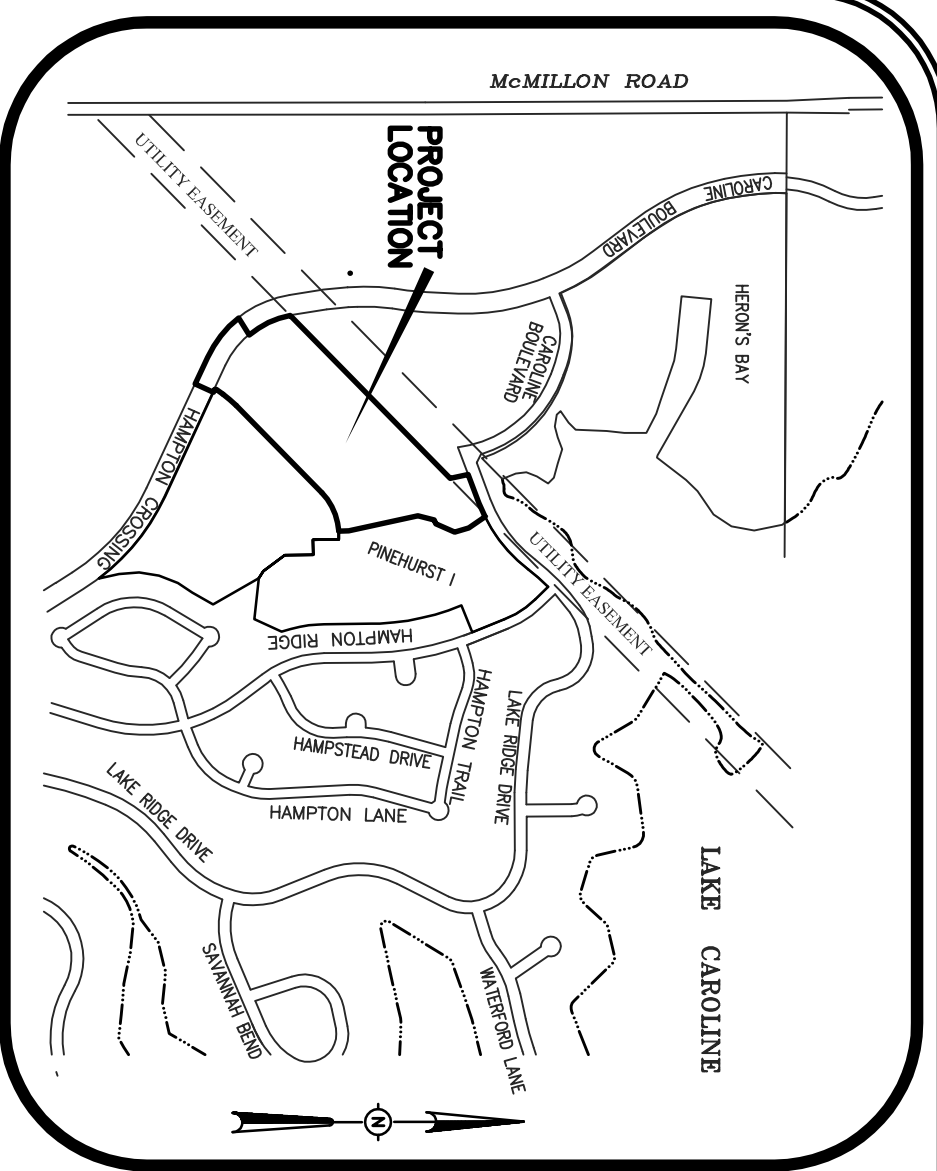 McMILLON ROAD
UTILITY EASEMENT
PROJECT
LOCATION
CAROLINE
BOULEVARD
HERON'S BAY
CAROLINE
BOULEVARD
HAMPTON CROSSING
PINEHURST I
UTILITY EASEMENT
HAMPTON RIDGE
HAMPTON TRAIL
LAKE RIDGE DRIVE
HAMPSTEAD DRIVE
HAMPTON LANE
LAKE RIDGE DRIVE
LAKE CAROLINE
SAVANNAH BEND
WATERFORD LANE
N